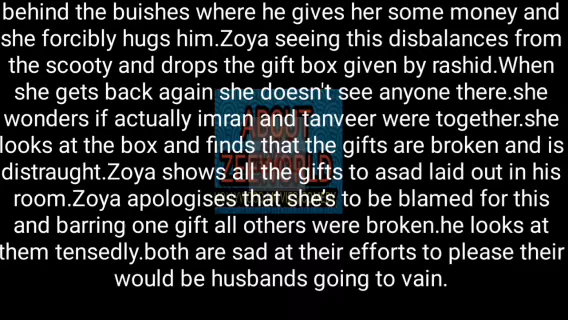 behind the buishes where he gives her some money and
she forcibly hugs him.Zoya seeing this disbalances from
the scooty and drops the gift box given by rashid.When
she gets back again she doesn't see anyone there.she
wonders if actually imran and tanveer were together.she
looks at the box and finds that the gifts are broken and is
distraught.Zoya shows all the gifts to asad laid out in his
room.Zoya apologises that she's to be blamed for this
and barring one gift all others were broken.he looks at
them tensedly.both are sad at their efforts to please their
would be husbands going to vain.
ABOUT
ZEEWORLD